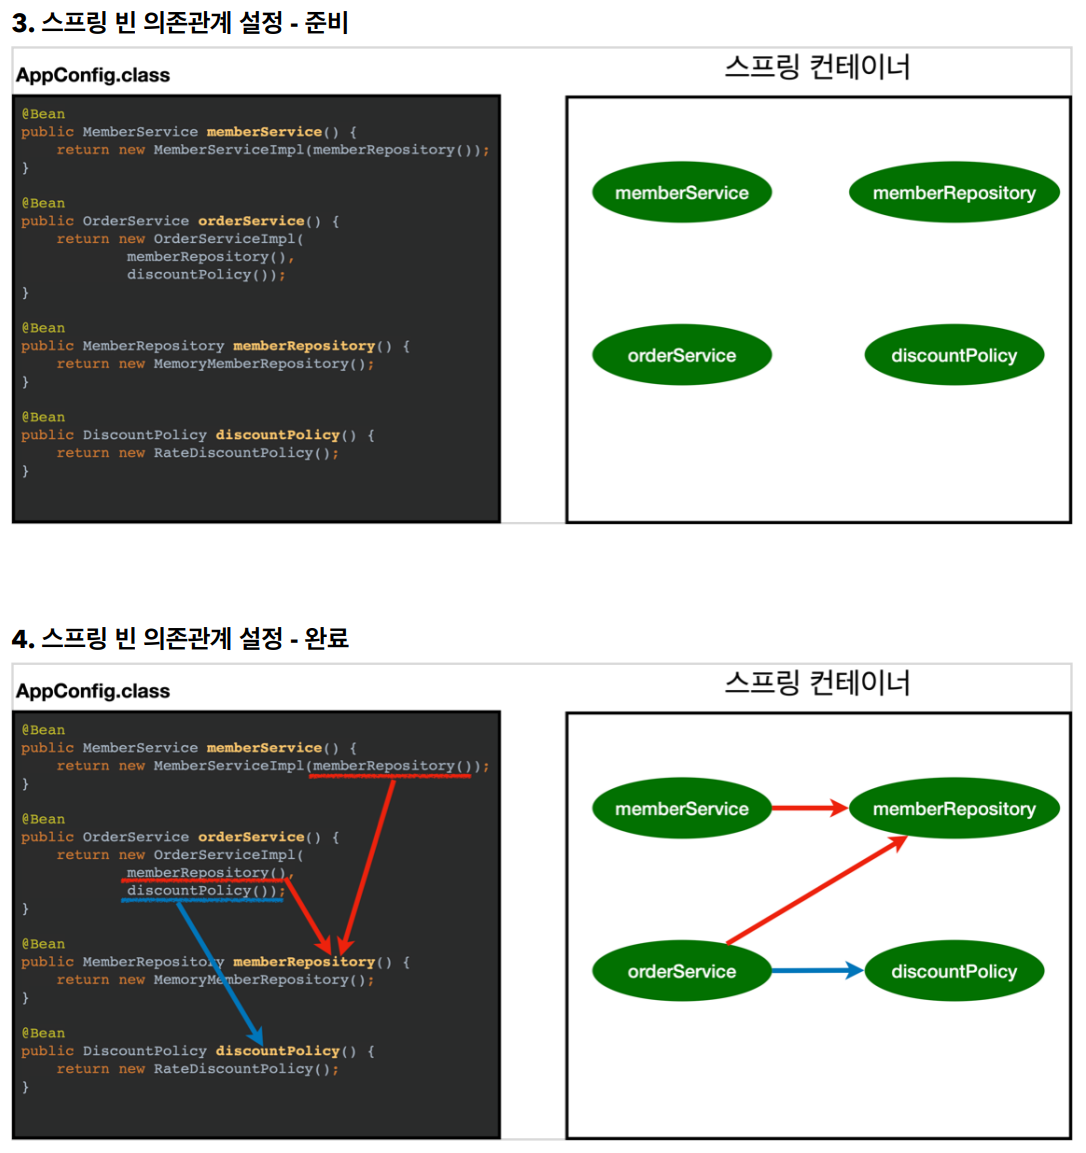 3. 스프링 빈 의존관계 설정 - 준비
AppConfig.class
스프링 컨테이너
@Bean
public MemberService memberService() {
    return new MemberServiceImpl(memberRepository());
}
@Bean
public OrderService orderService() {
    return new OrderServiceImpl(
            memberRepository(),
            discountPolicy());
}
@Bean
public MemberRepository memberRepository() {
    return new MemoryMemberRepository();
}
@Bean
public DiscountPolicy discountPolicy() {
    return new RateDiscountPolicy();
}
memberService
memberRepository
orderService
discountPolicy
4. 스프링 빈 의존관계 설정 - 완료
AppConfig.class
스프링 컨테이너
@Bean
public MemberService memberService() {
    return new MemberServiceImpl(memberRepository());
}
@Bean
public OrderService orderService() {
    return new OrderServiceImpl(
            memberRepository(),
            discountPolicy());
}
@Bean
public MemberRepository memberRepository() {
    return new MemoryMemberRepository();
}
@Bean
public DiscountPolicy discountPolicy() {
    return new RateDiscountPolicy();
}
memberService
memberRepository
orderService
discountPolicy